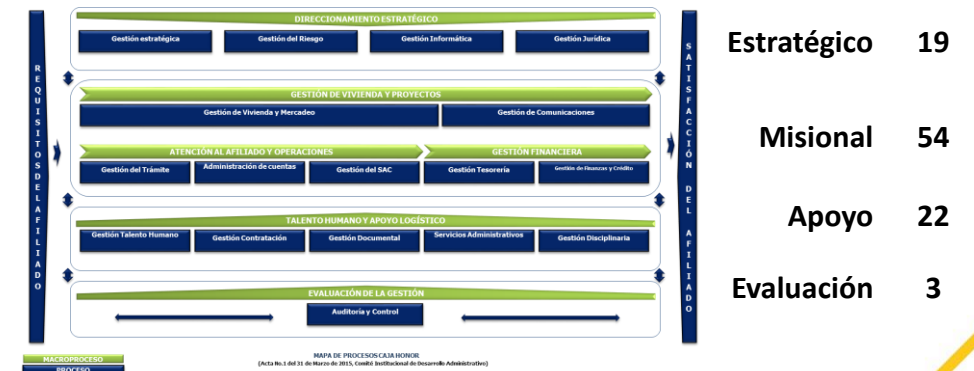 DIRECCIONAMIENTO ESTRATÉGICO
Gestión estratégica
Gestión del Riesgo
Gestión Informática
Gestión Jurídica
REQUISITOS DEL AFILIADO
GESTIÓN DE VIVIENDA Y PROYECTOS
Gestión de Vivienda y Mercadeo
Gestión de Comunicaciones
ATENCIÓN AL AFILIADO Y OPERACIONES
GESTIÓN FINANCIERA
Gestión del Trámite
Administración de cuentas
Gestión del SAC
Gestión Tesorería
Gestión de Finanzas y Crédito
TALENTO HUMANO Y APOYO LOGÍSTICO
Gestión Talento Humano
Gestión Contratación
Gestión Documental
Servicios Administrativos
Gestión Disciplinaria
EVALUACIÓN DE LA GESTIÓN
Auditoría y Control
SATISFACCIÓN DEL AFILIADO
MACROPROCESO
PROCESO
MAPA DE PROCESOS CAJA HONOR
(Acta No.1 del 31 de Marzo de 2015, Comité Institucional de Desarrollo Administrativo)
Estratégico 19
Misional 54
Apoyo 22
Evaluación 3